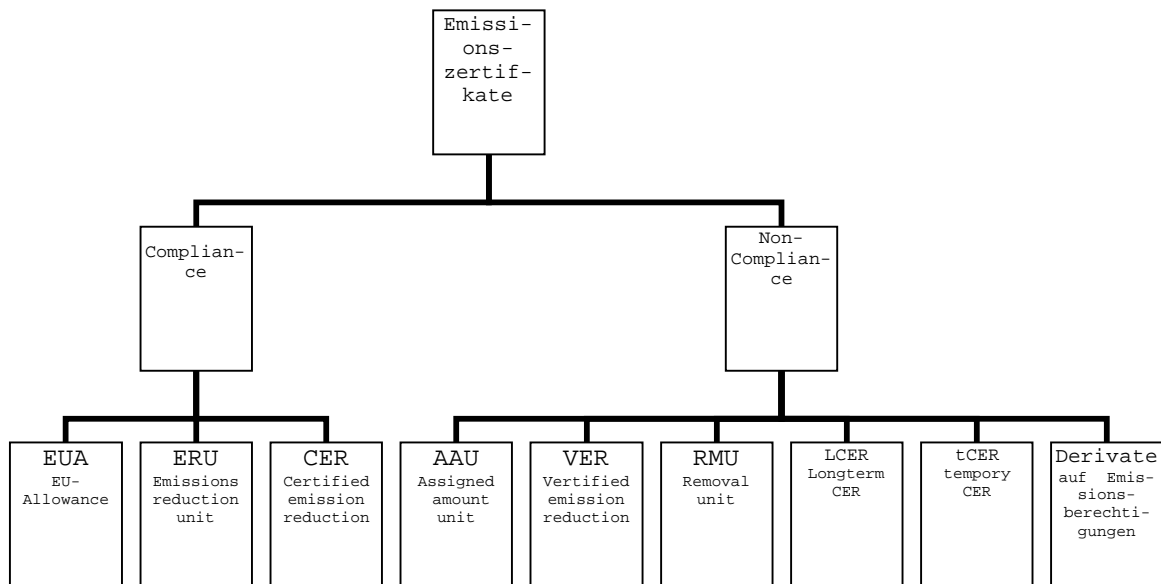 Emissi-
ons-
zertif-
kate
Complian-
ce
Non-
Complian-
ce
EUA
EU-
Allowance
ERU
Emissions
reduction
unit
CER
Certified
emission
reduction
AAU
Assigned
amount
unit
VER
Vertified
emission
reduction
RMU
Removal
unit
LCER
Longterm
CER
tCER
tempory
CER
Derivate
auf Emis-
sions-
berechti-
gungen